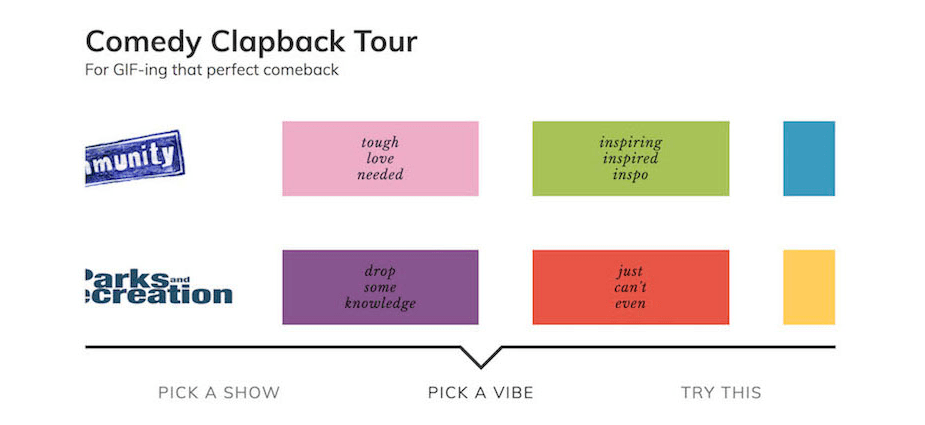 Comedy Clapback Tour
For GIF-ing that perfect comeback
mmunity
tough
love
needed
inspiring
inspired
inspo
Parks and
ecreation
drop
some
knowledge
just
can't
even
PICK A SHOW
PICK A VIBE
TRY THIS